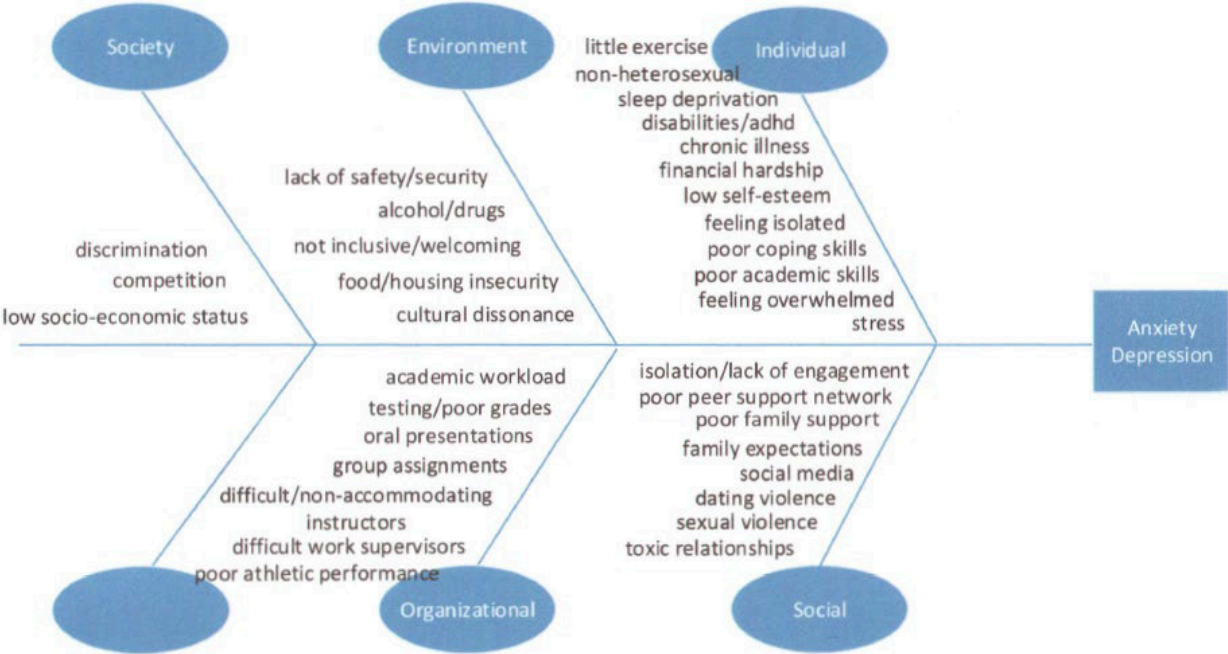 Society
discrimination
competition
low socio-economic status
Environment
lack of safety/security
alcohol/drugs
not inclusive/welcoming
food/housing insecurity
cultural dissonance
Individual
little exercise
non-heterosexual
sleep deprivation
disabilities/adhd
chronic illness
financial hardship
low self-esteem
feeling isolated
poor coping skills
poor academic skills
feeling overwhelmed
stress
Anxiety
Depression
academic workload
testing/poor grades
oral presentations
group assignments
difficult/non-accommodating
instructors
difficult work supervisors
poor athletic performance
Organizational
isolation/lack of engagement
poor peer support network
poor family support
family expectations
social media
dating violence
sexual violence
toxic relationships
Social